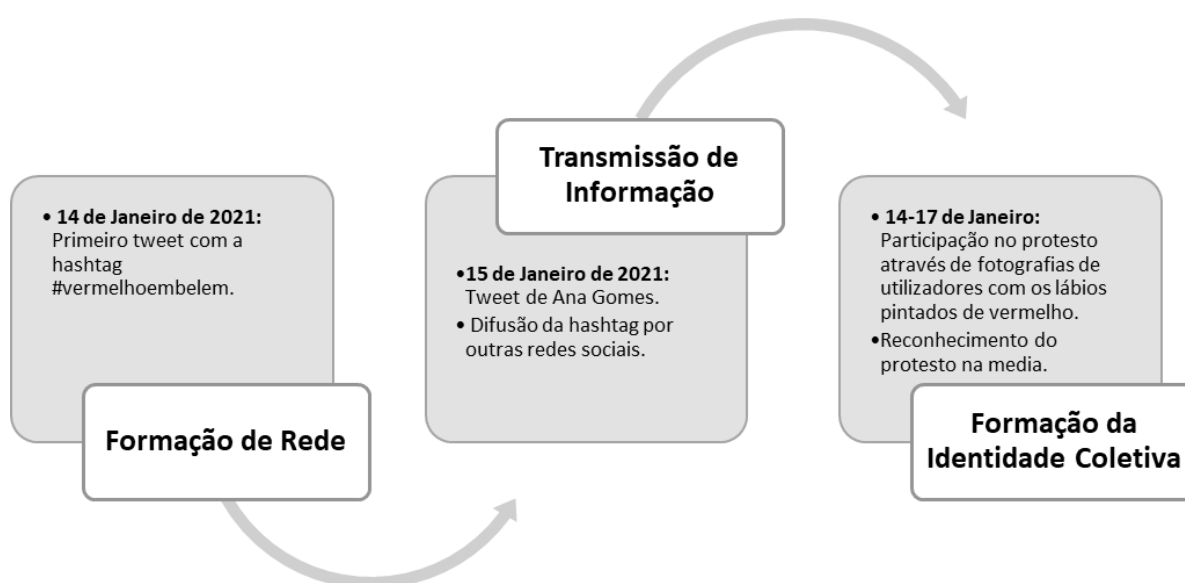 • 14 de Janeiro de 2021:
Primeiro tweet com a
hashtag
#vermelhoembelem.
Formação de Rede
Transmissão de
Informação
•15 de Janeiro de 2021:
Tweet de Ana Gomes.
• Difusão da hashtag por
outras redes sociais.
• 14-17 de Janeiro:
Participação no protesto
através de fotografias de
utilizadores com os lábios
pintados de vermelho.
•Reconhecimento do
protesto na media.
Formação da
Identidade Coletiva